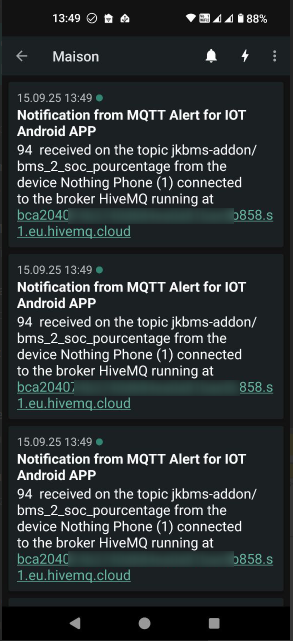 13:49 88%
Maison
15.09.25 13:49
Notification from MQTT Alert for IOT
Android APP
94 received on the topic jkbms-addon/
bms_2_soc_pourcentage from the
device Nothing Phone (1) connected
to the broker HiveMQ running at
bca2040 b858.s
1.eu.hivemq.cloud
15.09.25 13:49
Notification from MQTT Alert for IOT
Android APP
94 received on the topic jkbms-addon/
bms_2_soc_pourcentage from the
device Nothing Phone (1) connected
to the broker HiveMQ running at
bca2040 858.s
1.eu.hivemq.cloud
15.09.25 13:49
Notification from MQTT Alert for IOT
Android APP
94 received on the topic jkbms-addon/
bms_2_soc_pourcentage from the
device Nothing Phone (1) connected
to the broker HiveMQ running at
bca2040 b858.s
1.eu.hivemq.cloud